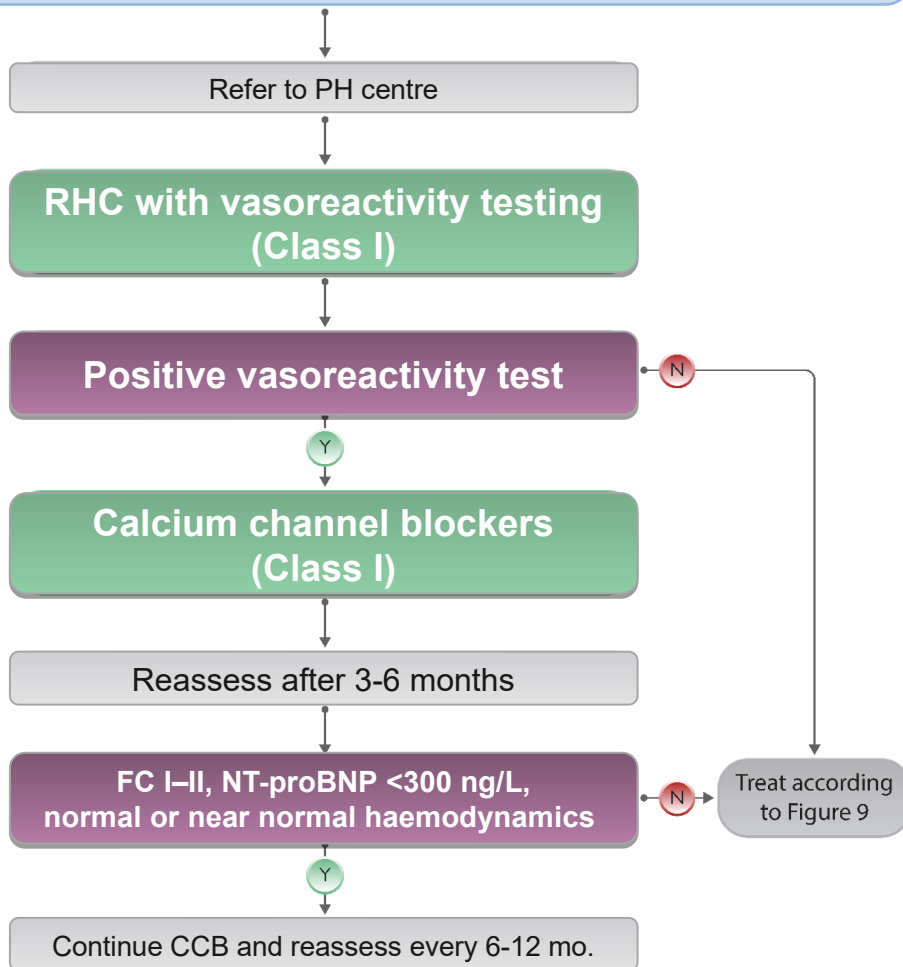 Refer to PH centre
RHC with vasoreactivity testing
(Class I)
Positive vasoreactivity test
N
Y
Calcium channel blockers
(Class I)
Reassess after 3-6 months
FC I–II, NT-proBNP <300 ng/L,
normal or near normal haemodynamics
N
Treat according
to Figure 9
Y
Continue CCB and reassess every 6-12 mo.